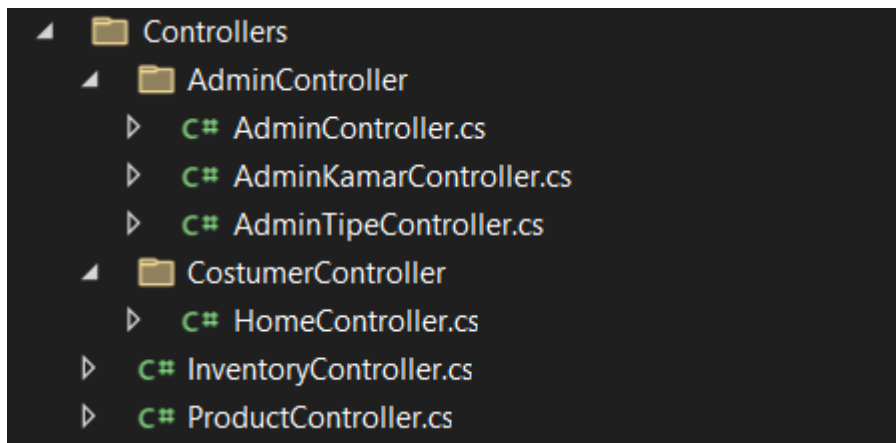 Controllers
AdminController
C# AdminController.cs
C# AdminKamarController.cs
C# AdminTipeController.cs
CostumerController
C# HomeController.cs
C# InventoryController.cs
C# ProductController.cs